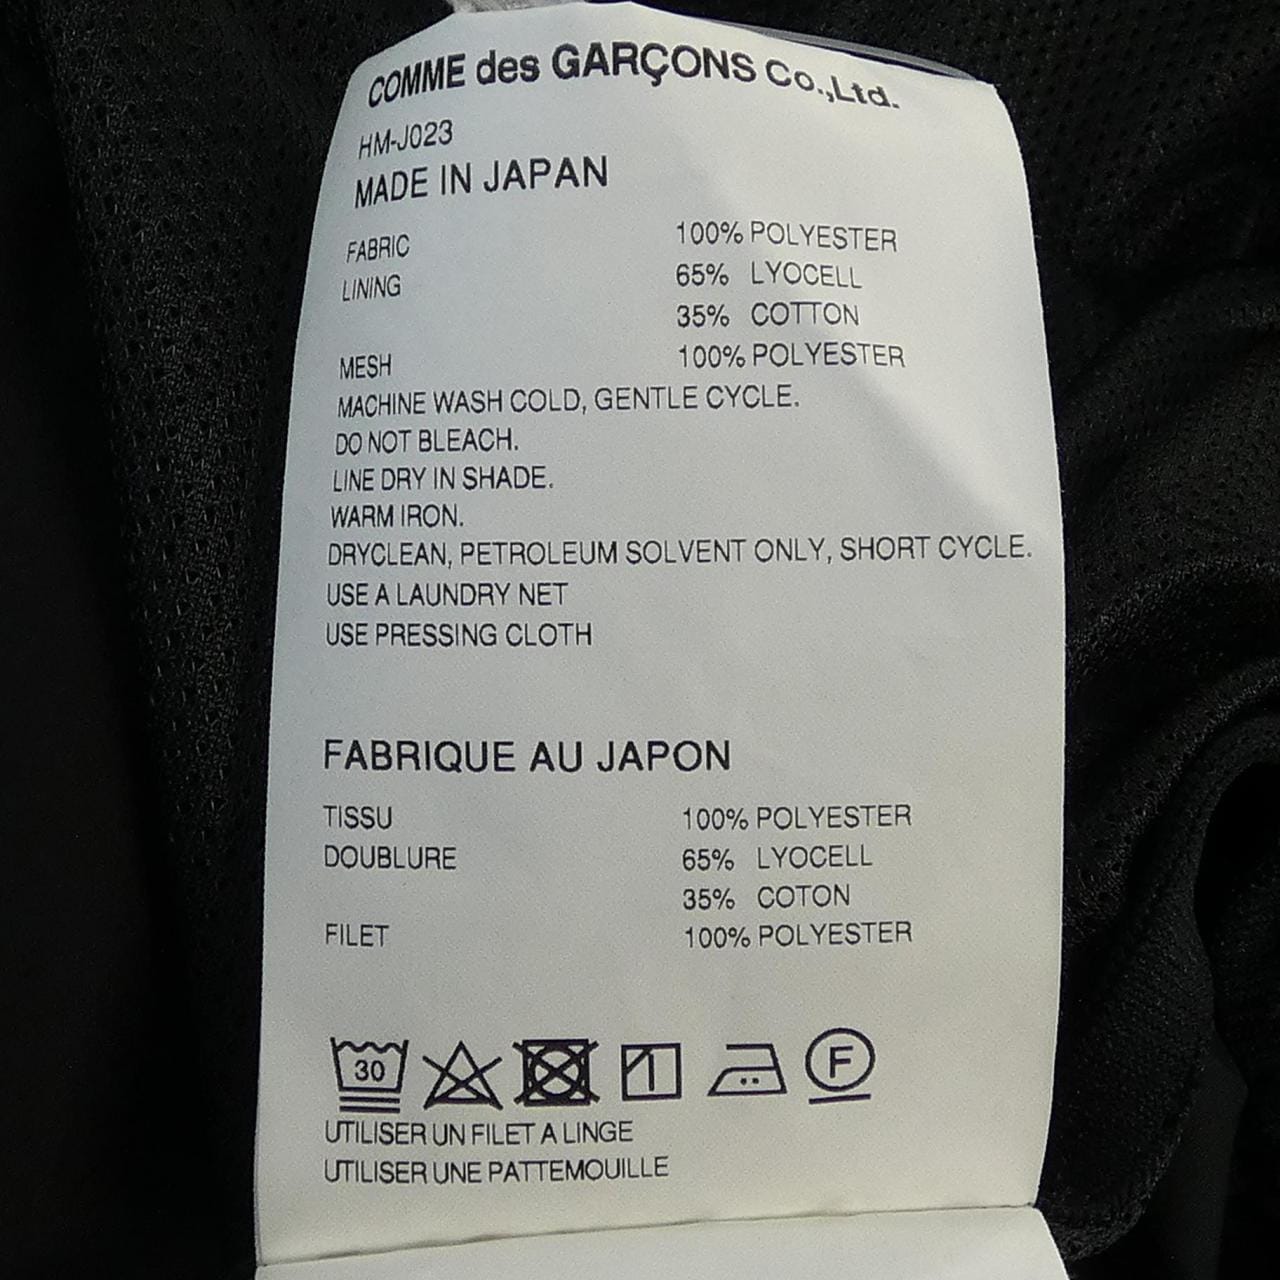 COMME des GARÇONS Co.,Ltd.
HM-J023
MADE IN JAPAN
FABRIC 100% POLYESTER
LINING 65% LYOCELL
35% COTTON
MESH 100% POLYESTER
MACHINE WASH COLD, GENTLE CYCLE.
DO NOT BLEACH.
LINE DRY IN SHADE.
WARM IRON.
DRYCLEAN, PETROLEUM SOLVENT ONLY, SHORT CYCLE.
USE A LAUNDRY NET
USE PRESSING CLOTH
FABRIQUE AU JAPON
TISSU 100% POLYESTER
DOUBLURE 65% LYOCELL
35% COTON
FILET 100% POLYESTER
30 F
UTILISER UN FILET A LINGE
UTILISER UNE PATTEMOUILLE